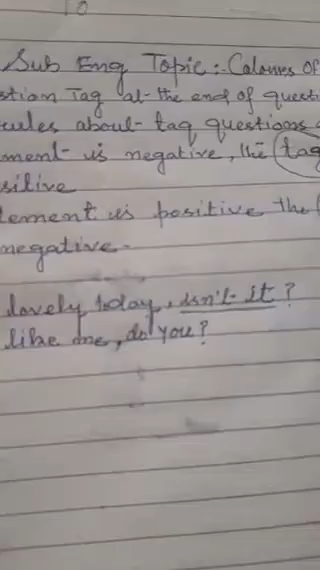 10
Sub Eng Topic:- Colours Of
stion Tag at the end of quest
rules about tag questions
ment is negative, the tag
sitive
tement is positive the
negative.
lovely today, isn't it?
like me, do you?